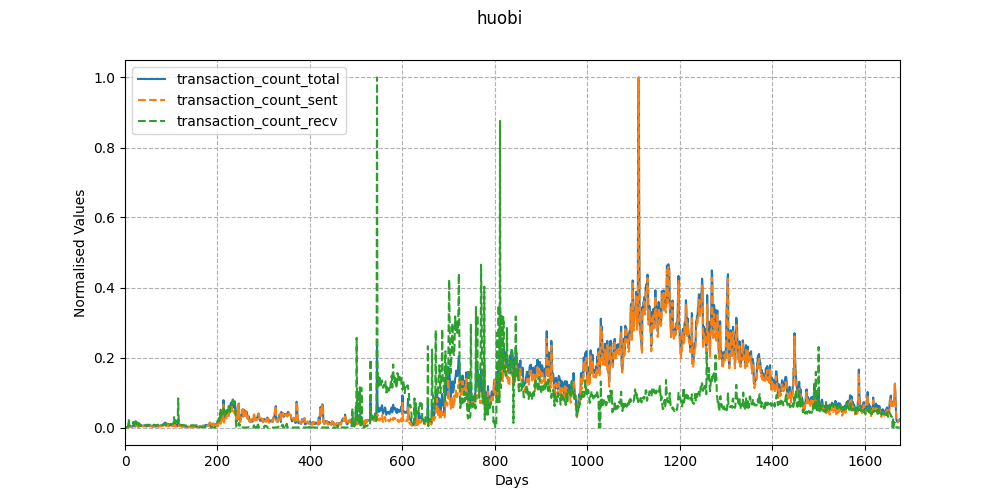 huobi
transaction_count_total
transaction_count_sent
transaction_count_recv
Normalised Values
1.0
0.8
0.6
0.4
0.2
0.0
0 200 400 600 800 1000 1200 1400 1600
Days